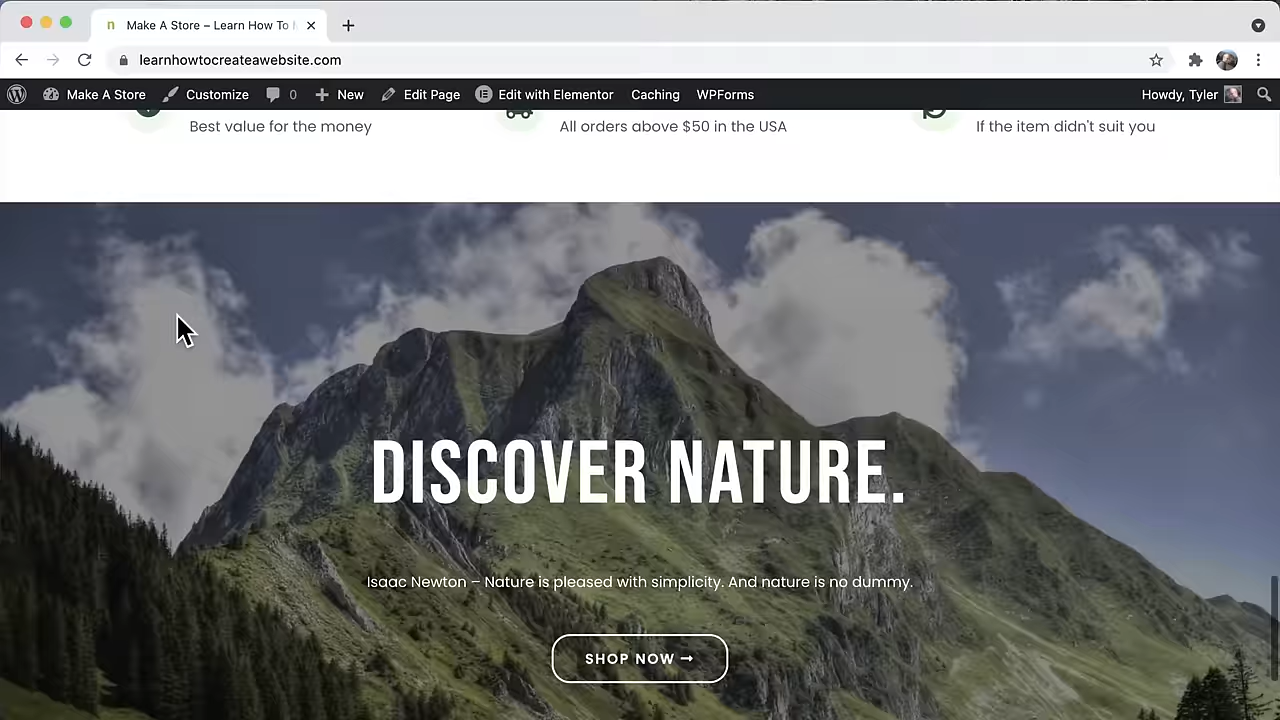 Make A Store – Learn How To
learnhowtocreateawebsite.com
Make A Store Customize 0 New Edit Page Edit with Elementor Caching WPForms Howdy, Tyler
Best value for the money All orders above $50 in the USA If the item didn't suit you
DISCOVER NATURE.
Isaac Newton – Nature is pleased with simplicity. And nature is no dummy.
SHOP NOW →